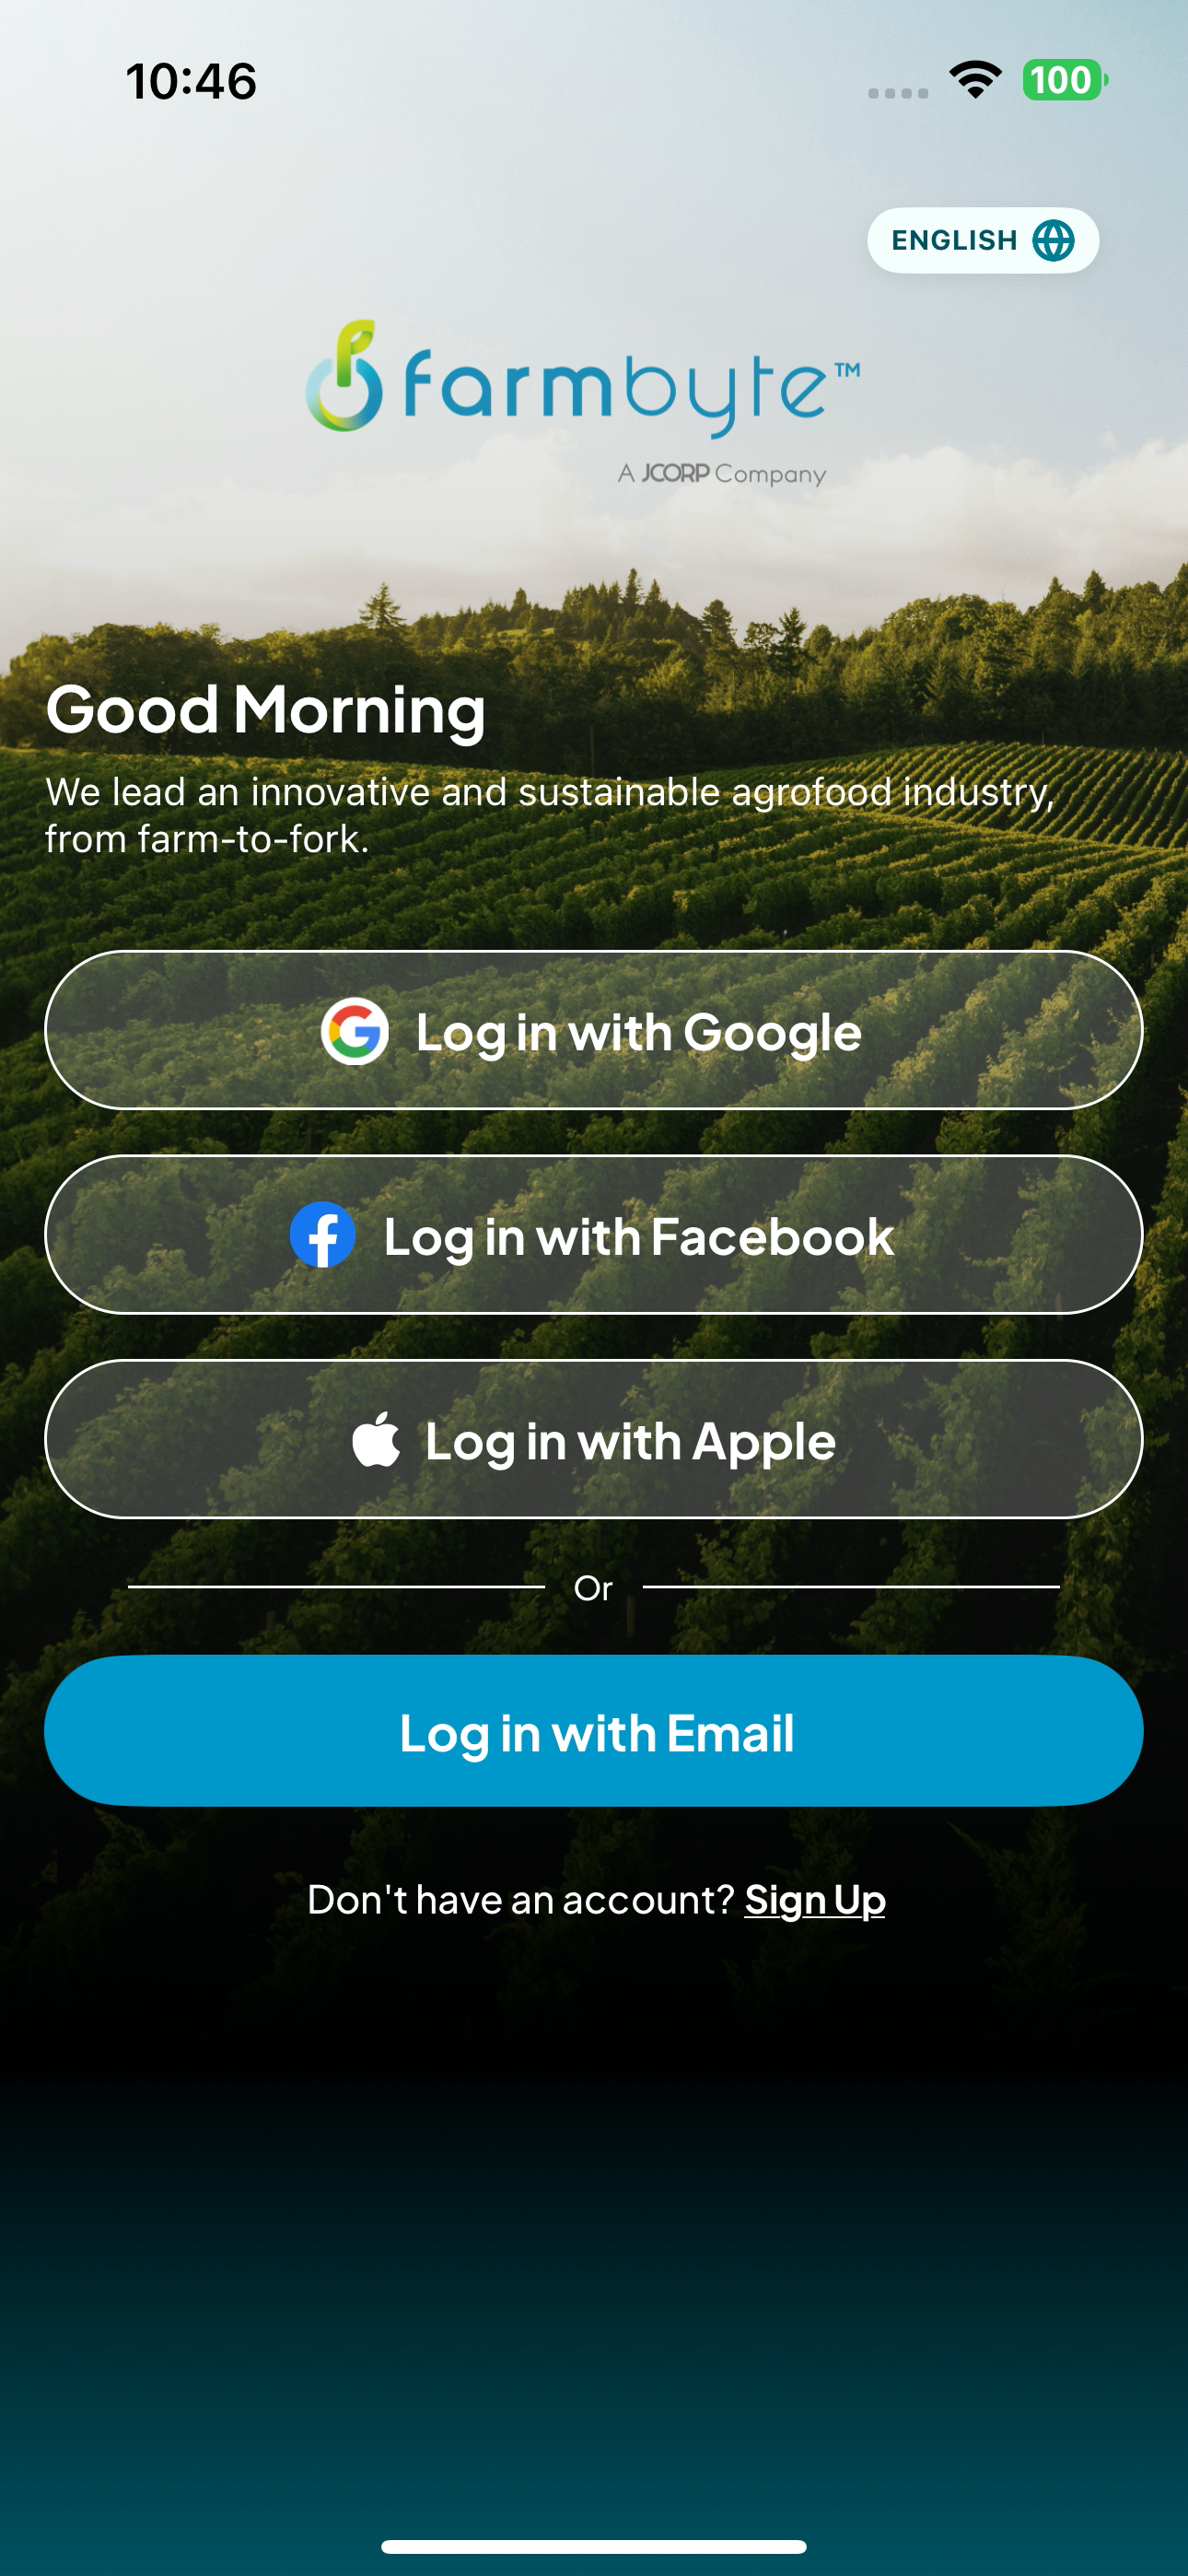 10:46
100
ENGLISH
farmbyte™
A JCORP Company
Good Morning
We lead an innovative and sustainable agrofood industry,
from farm-to-fork.
Log in with Google
Log in with Facebook
Log in with Apple
Or
Log in with Email
Don't have an account? Sign Up